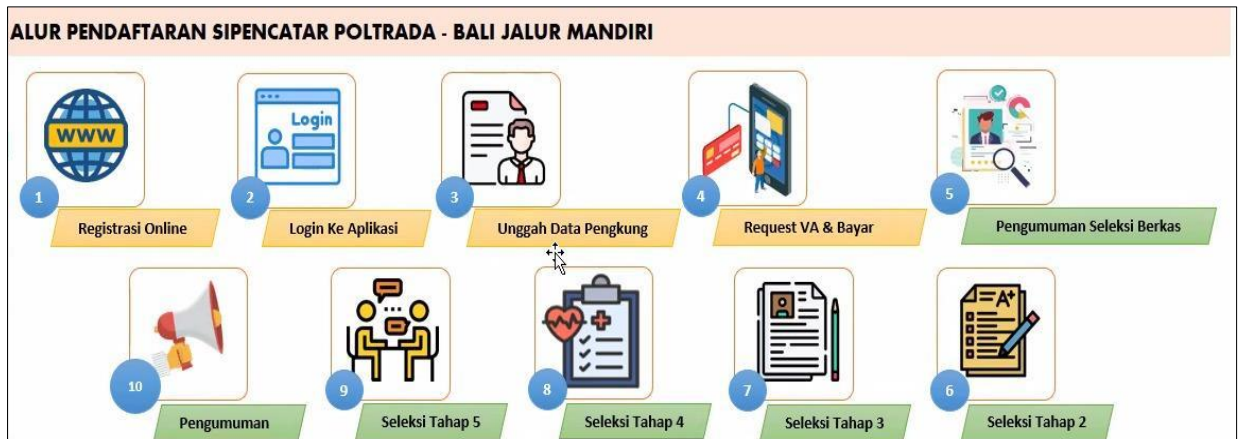 ALUR PENDAFTARAN SIPENCATAR POLTRADA - BALI JALUR MANDIRI
WWW
1
Registrasi Online
Login
2
Login Ke Aplikasi
3
Unggah Data Pengkung
4
Request VA & Bayar
5
Pengumuman Seleksi Berkas
A+
6
Seleksi Tahap 2
7
Seleksi Tahap 3
8
Seleksi Tahap 4
9
Seleksi Tahap 5
10
Pengumuman